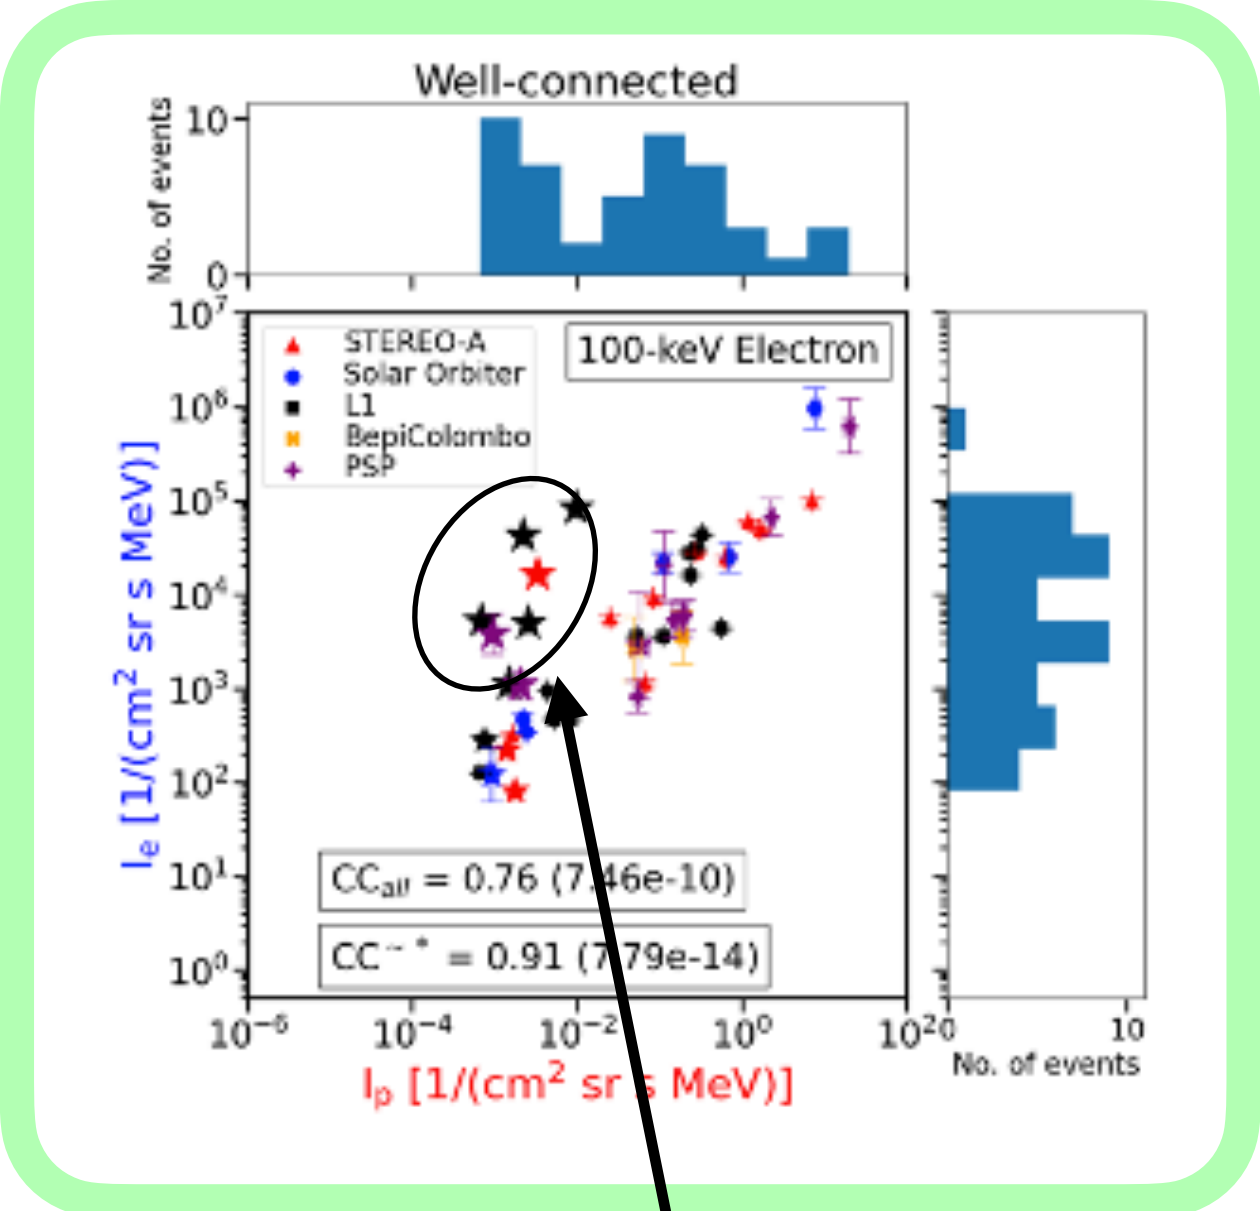 Well-connected
No. of events
10
0
10⁷
10⁶
10⁵
10⁴
10³
10²
10¹
10⁰
Iₑ [1/(cm² sr s MeV)]
STEREO-A
Solar Orbiter
L1
BepiColombo
PSP
100-keV Electron
CCall = 0.76 (7.46e-10)
CC~ * = 0.91 (7.79e-14)
10⁻⁶ 10⁻⁴ 10⁻² 10⁰ 10²
Iₚ [1/(cm² sr s MeV)]
0 10
No. of events